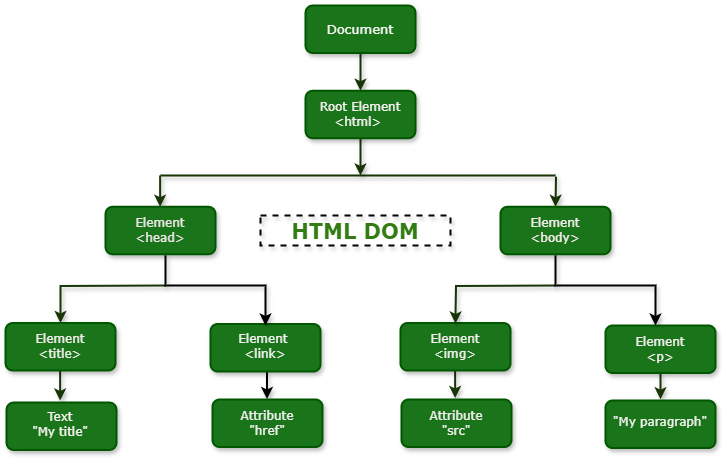 Document
Root Element
<html>
Element
<head>
HTML DOM
Element
<body>
Element
<title>
Element
<link>
Element
<img>
Element
<p>
Text
"My title"
Attribute
"href"
Attribute
"src"
"My paragraph"